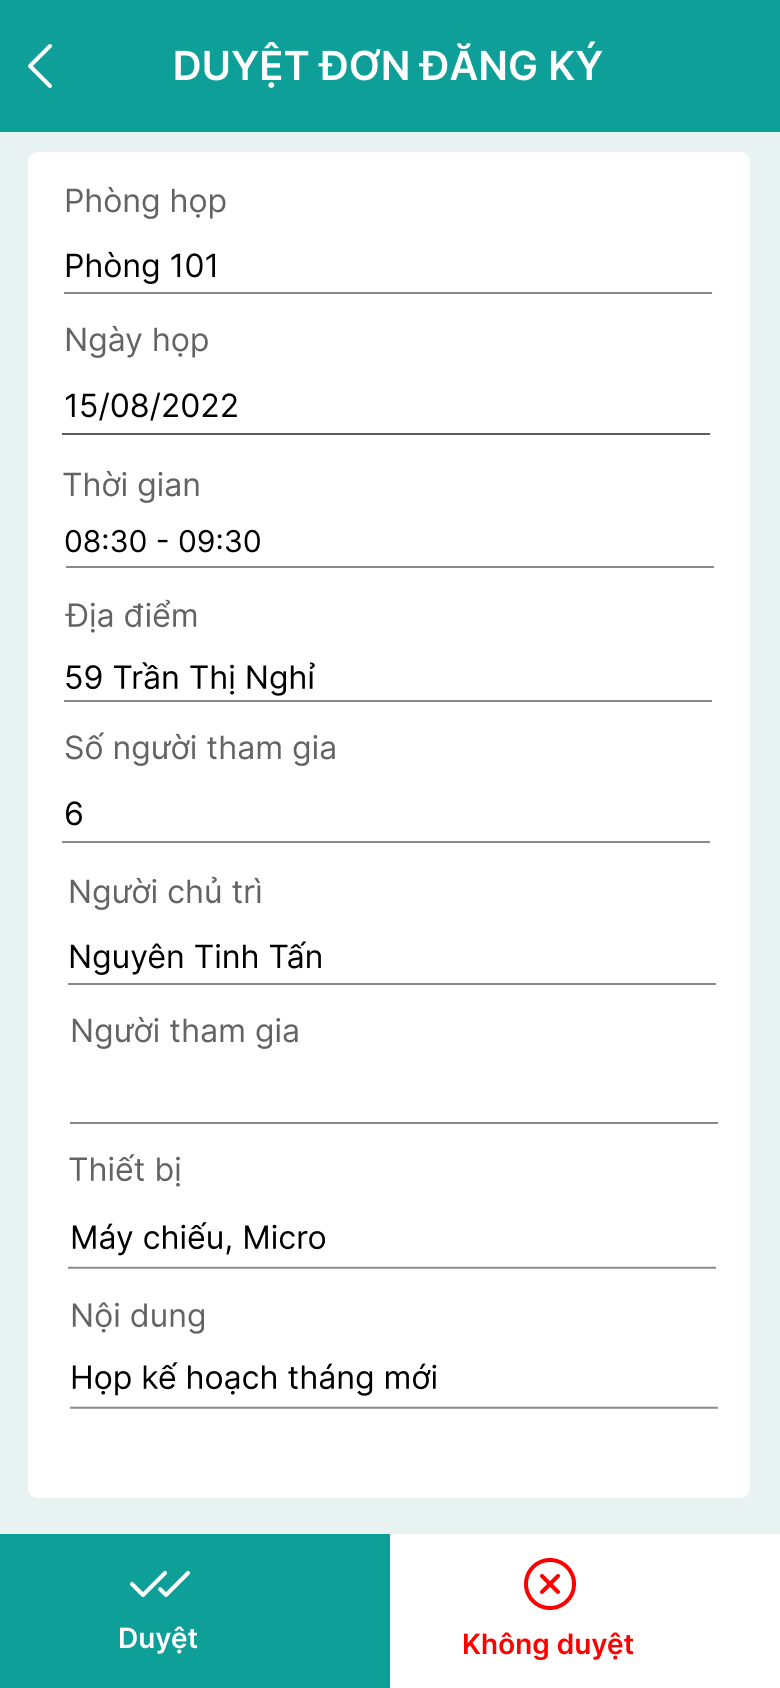 DUYỆT ĐƠN ĐĂNG KÝ
Phòng họp
Phòng 101
Ngày họp
15/08/2022
Thời gian
08:30 - 09:30
Địa điểm
59 Trần Thị Nghỉ
Số người tham gia
6
Người chủ trì
Nguyên Tinh Tấn
Người tham gia
Thiết bị
Máy chiếu, Micro
Nội dung
Họp kế hoạch tháng mới
Duyệt
Không duyệt